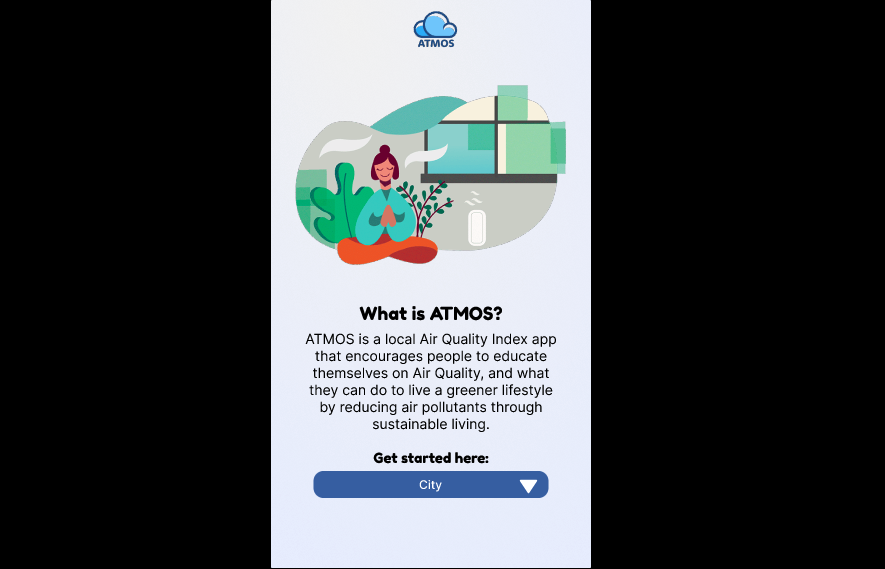 ATMOS
What is ATMOS?
ATMOS is a local Air Quality Index app
that encourages people to educate
themselves on Air Quality, and what
they can do to live a greener lifestyle
by reducing air pollutants through
sustainable living.
Get started here:
City